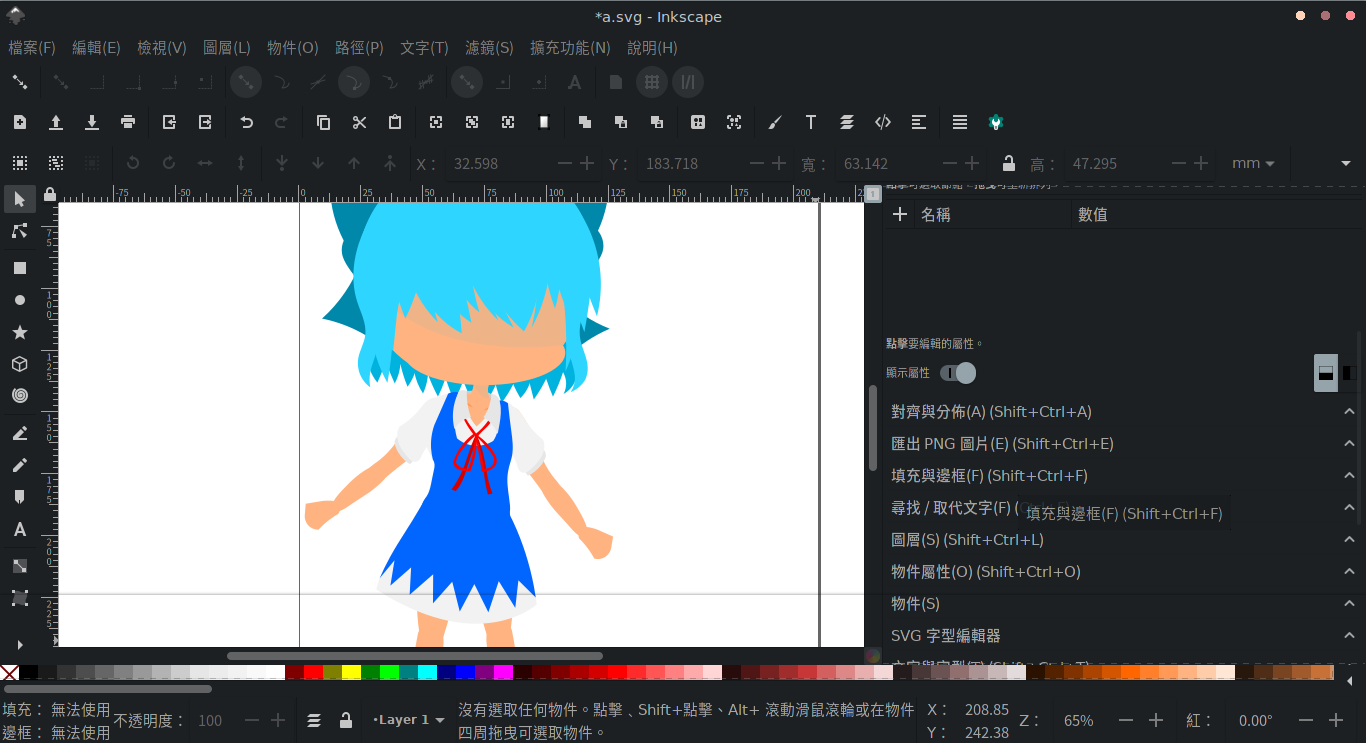 *a.svg - Inkscape
檔案(F) 編輯(E) 檢視(V) 圖層(L) 物件(O) 路徑(P) 文字(T) 濾鏡(S) 擴充功能(N) 說明(H)
X： 32.598 Y： 183.718 寬： 63.142 高： 47.295 mm
-75 -50 -25 0 25 50 75 100 125 150 175 200
1
名稱 數值
75
100
125
150
175
200
225
點擊要編輯的屬性。
顯示屬性
對齊與分佈(A) (Shift+Ctrl+A)
匯出 PNG 圖片(E) (Shift+Ctrl+E)
填充與邊框(F) (Shift+Ctrl+F)
尋找 / 取代文字(F)
填充與邊框(F) (Shift+Ctrl+F)
圖層(S) (Shift+Ctrl+L)
物件屬性(O) (Shift+Ctrl+O)
物件(S)
SVG 字型編輯器
填充： 無法使用
邊框： 無法使用
不透明度： 100
•Layer 1
沒有選取任何物件。點擊﹑Shift+點擊、Alt+ 滾動滑鼠滾輪或在物件
四周拖曳可選取物件。
X： 208.85
Y： 242.38
Z： 65%
紅： 0.00°